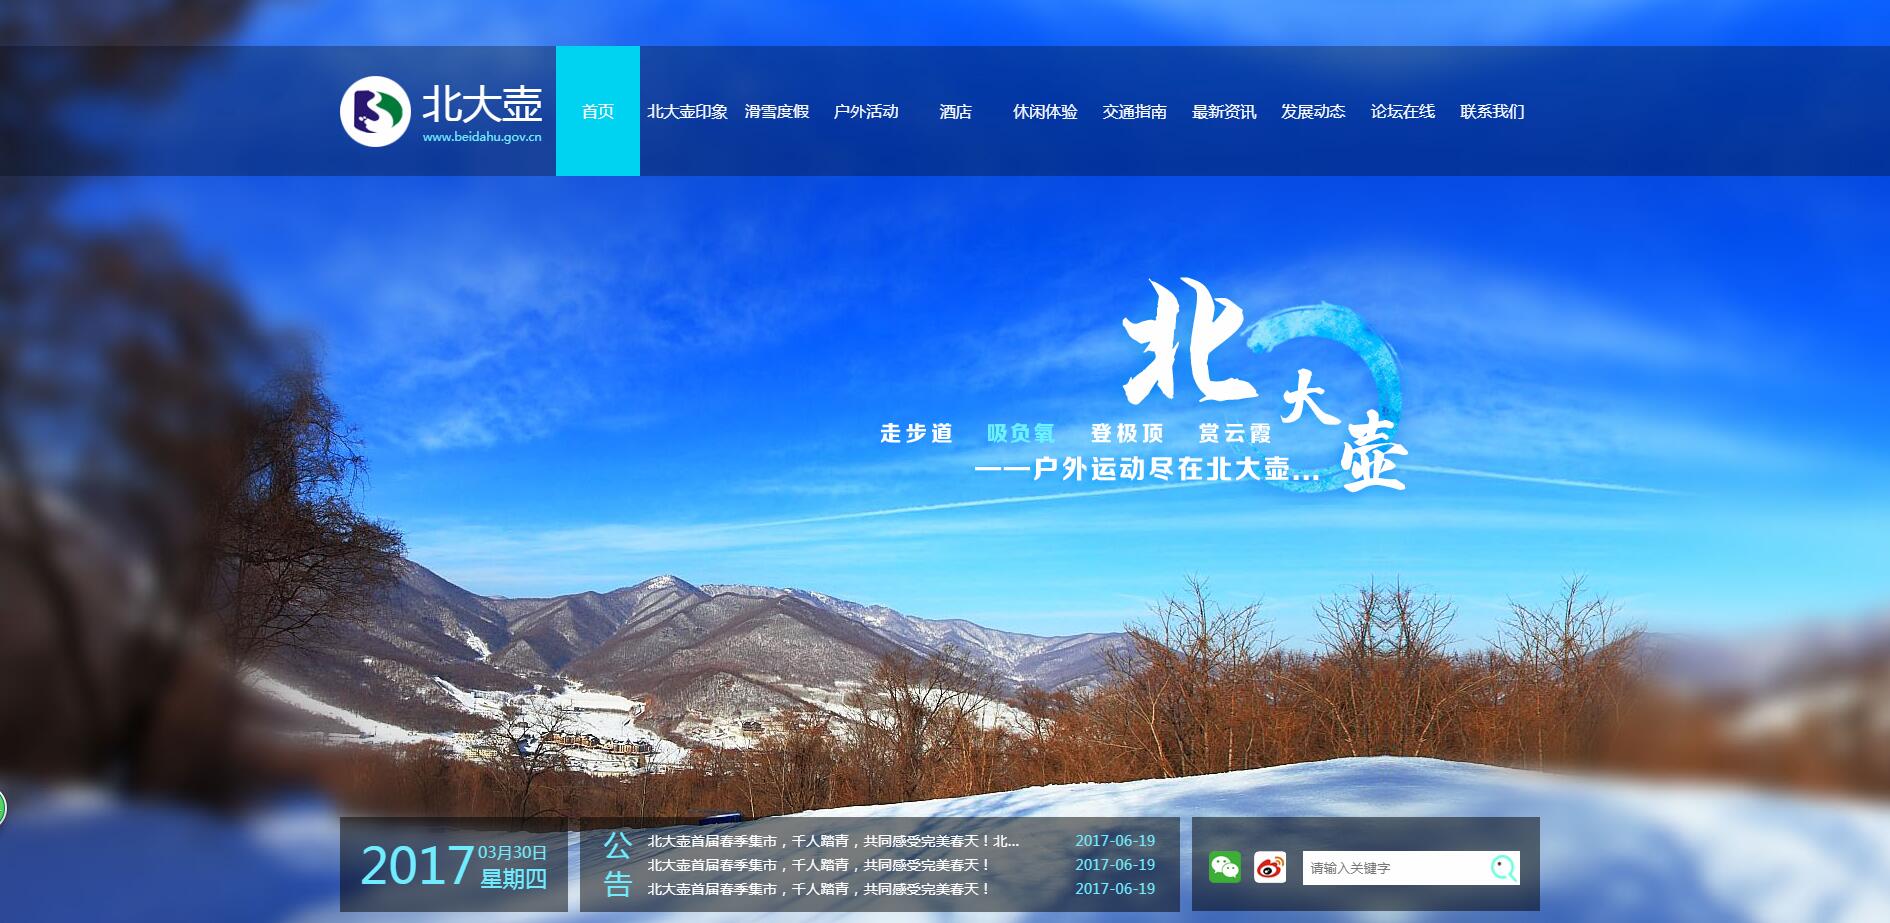 北大壶
www.beidahu.gov.cn
首页 北大壶印象 滑雪度假 户外活动 酒店 休闲体验 交通指南 最新资讯 发展动态 论坛在线 联系我们
北大壶
走步道 吸负氧 登极顶 赏云霞
——户外运动尽在北大壶...
2017 03月30日
星期四
公告
北大壶首届春季集市，千人踏青，共同感受完美春天！北... 2017-06-19
北大壶首届春季集市，千人踏青，共同感受完美春天！ 2017-06-19
北大壶首届春季集市，千人踏青，共同感受完美春天！ 2017-06-19
请输入关键字